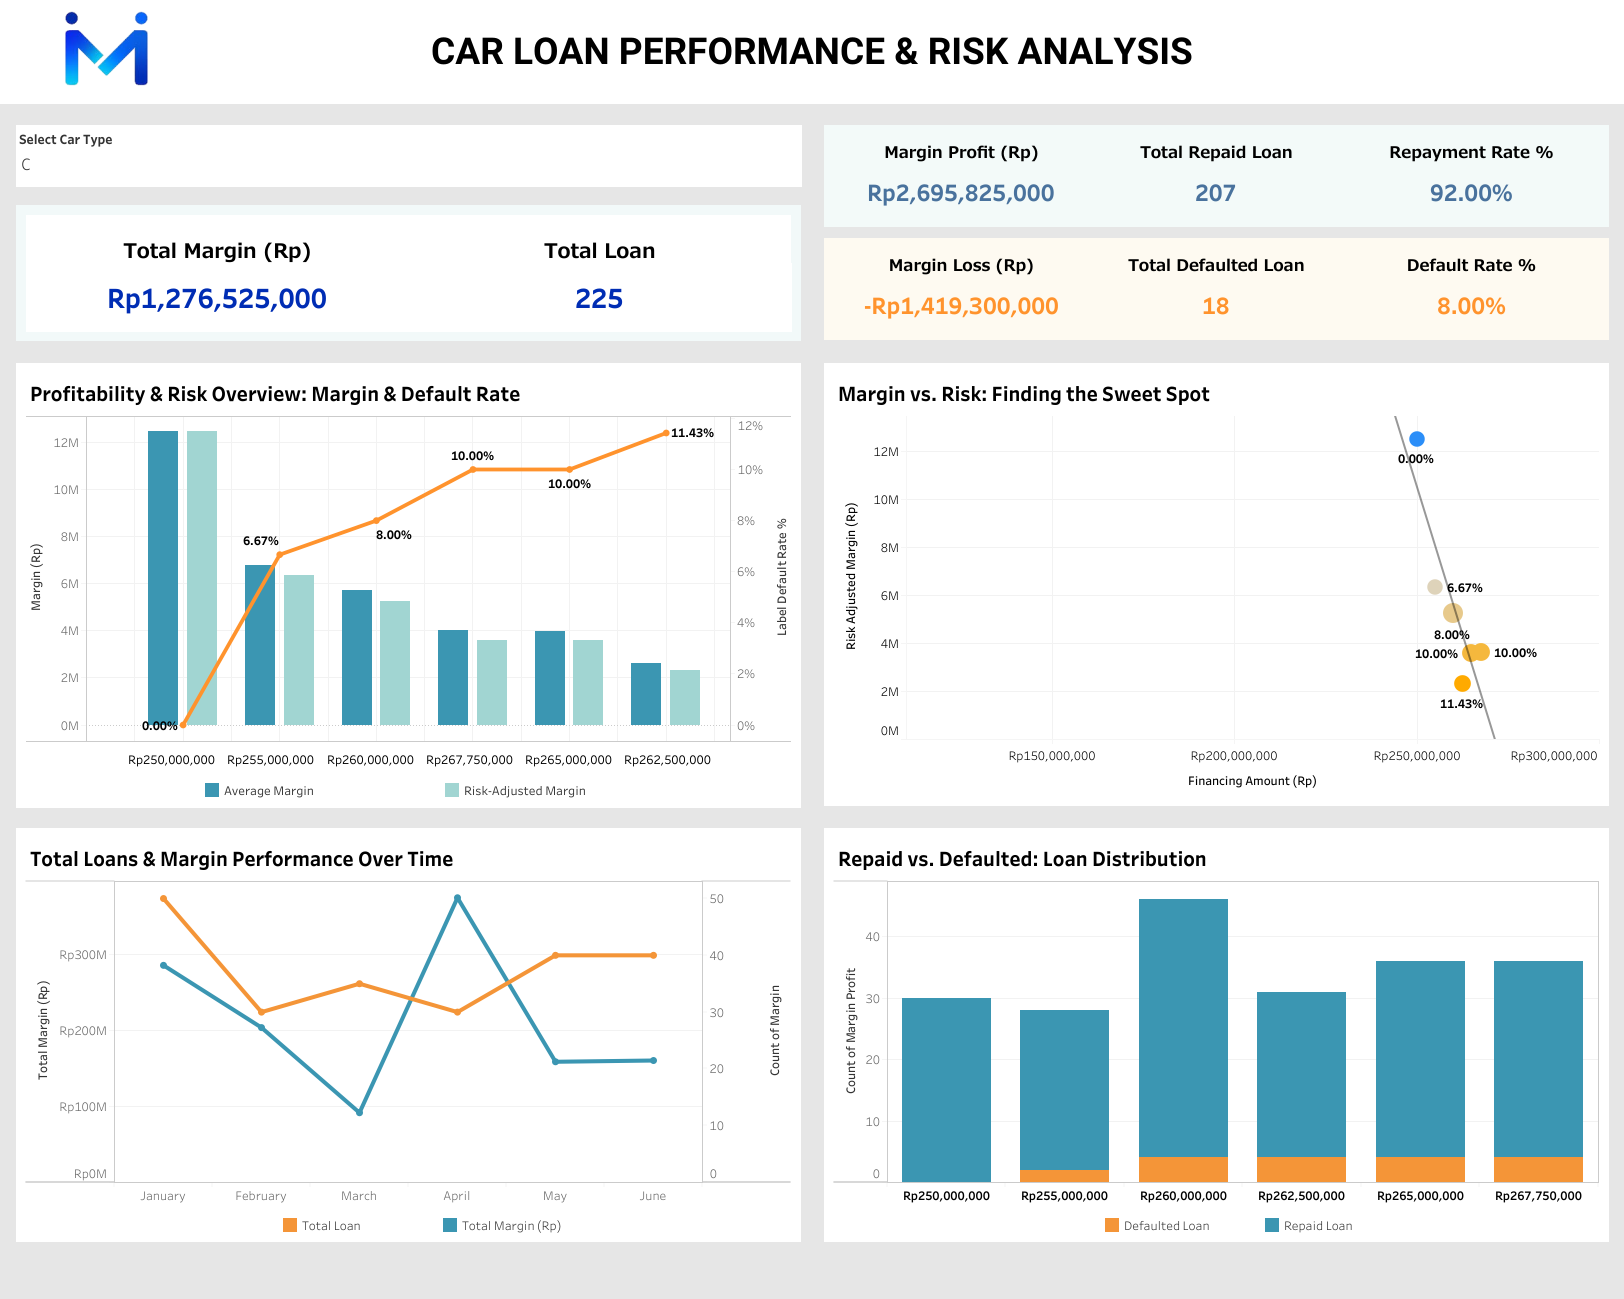 CAR LOAN PERFORMANCE & RISK ANALYSIS
Select Car Type
C
Total Margin (Rp)
Total Loan
Rp1,276,525,000
225
Margin Profit (Rp)
Total Repaid Loan
Repayment Rate %
Rp2,695,825,000
207
92.00%
Margin Loss (Rp)
Total Defaulted Loan
Default Rate %
-Rp1,419,300,000
18
8.00%
Profitability & Risk Overview: Margin & Default Rate
Margin (Rp)
12M
10M
8M
6M
4M
2M
0M
0.00%
6.67%
8.00%
10.00%
10.00%
11.43%
12%
10%
8%
6%
4%
2%
0%
Label Default Rate %
Rp250,000,000
Rp255,000,000
Rp260,000,000
Rp267,750,000
Rp265,000,000
Rp262,500,000
Average Margin
Risk-Adjusted Margin
Margin vs. Risk: Finding the Sweet Spot
Risk Adjusted Margin (Rp)
12M
10M
8M
6M
4M
2M
0M
0.00%
6.67%
8.00%
10.00%
10.00%
11.43%
Rp150,000,000
Rp200,000,000
Rp250,000,000
Rp300,000,000
Financing Amount (Rp)
Total Loans & Margin Performance Over Time
Total Margin (Rp)
Rp300M
Rp200M
Rp100M
Rp0M
50
40
30
20
10
0
Count of Margin
January
February
March
April
May
June
Total Loan
Total Margin (Rp)
Repaid vs. Defaulted: Loan Distribution
Count of Margin Profit
40
30
20
10
0
Rp250,000,000
Rp255,000,000
Rp260,000,000
Rp262,500,000
Rp265,000,000
Rp267,750,000
Defaulted Loan
Repaid Loan